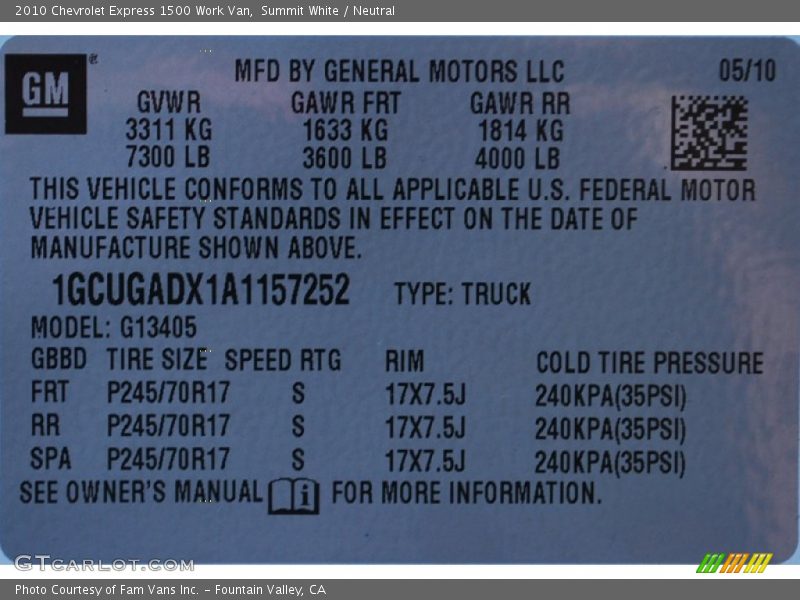 2010 Chevrolet Express 1500 Work Van, Summit White / Neutral
GM ®
MFD BY GENERAL MOTORS LLC 05/10
GVWR GAWR FRT GAWR RR
3311 KG 1633 KG 1814 KG
7300 LB 3600 LB 4000 LB
THIS VEHICLE CONFORMS TO ALL APPLICABLE U.S. FEDERAL MOTOR
VEHICLE SAFETY STANDARDS IN EFFECT ON THE DATE OF
MANUFACTURE SHOWN ABOVE.
1GCUGADX1A1157252 TYPE: TRUCK
MODEL: G13405
GBBD TIRE SIZE SPEED RTG RIM COLD TIRE PRESSURE
FRT P245/70R17 S 17X7.5J 240KPA(35PSI)
RR P245/70R17 S 17X7.5J 240KPA(35PSI)
SPA P245/70R17 S 17X7.5J 240KPA(35PSI)
SEE OWNER'S MANUAL i FOR MORE INFORMATION.
GTCARLOT.COM
Photo Courtesy of Fam Vans Inc. - Fountain Valley, CA